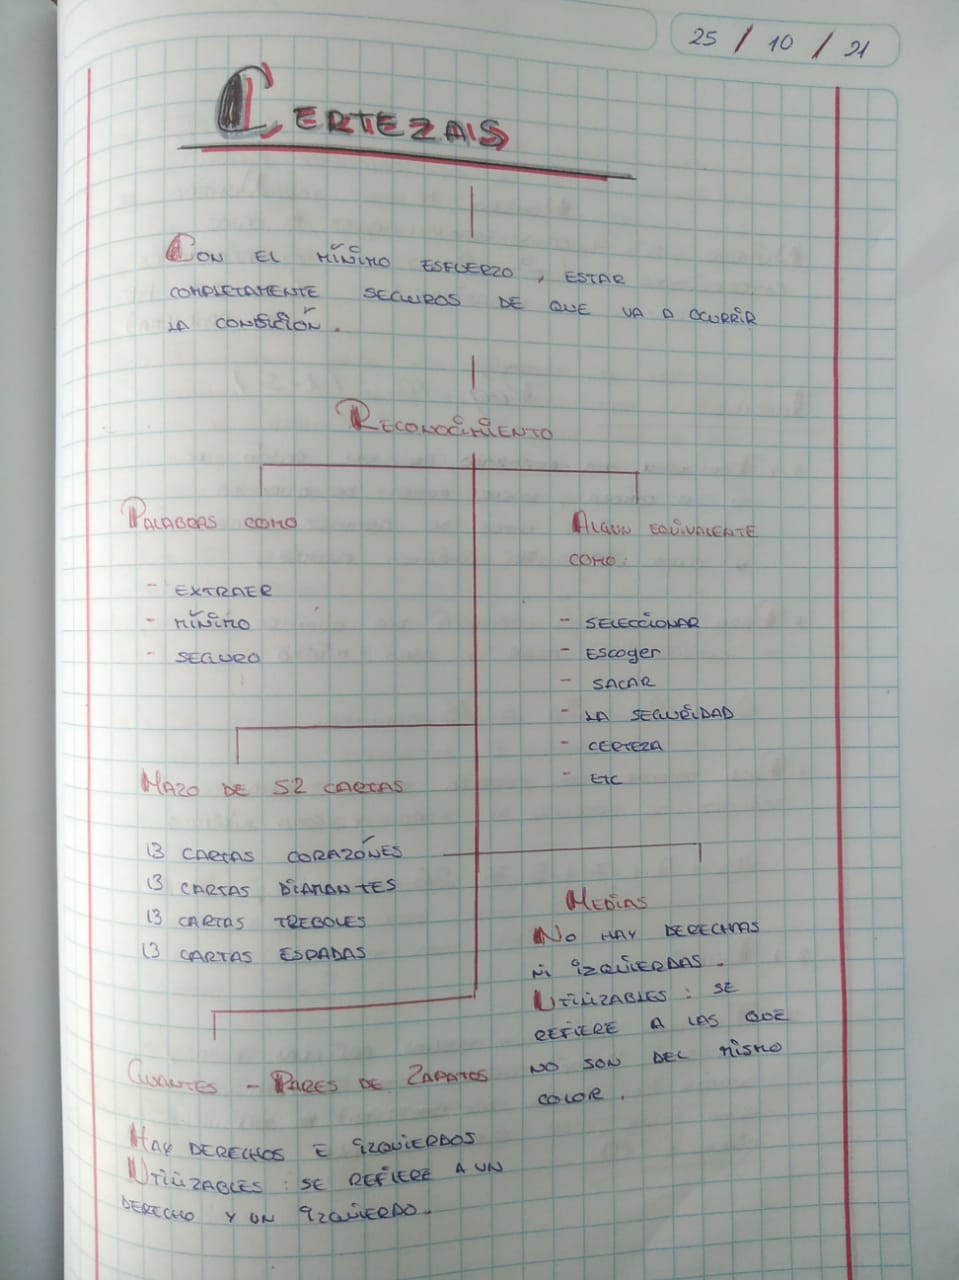 25 / 10 / 21
CERTEZAIS
CON EL MÍNIMO ESFUERZO, ESTAR
COMPLETAMENTE SEGUROS DE QUE VA A OCURRIR
LA CONDICIÓN.
RECONOCIMIENTO
PALABRAS COMO
- EXTRAER
- MÍNIMO
- SEGURO
ALGUN EQUIVALENTE
COMO:
- SELECCIONAR
- ESCOGER
- SACAR
- LA SEGURIDAD
- CERTEZA
- ETC
MAZO DE 52 CARTAS
13 CARTAS CORAZÓNES
13 CARTAS DIAMANTES
13 CARTAS TREBOLES
13 CARTAS ESPADAS
MEDIAS
NO HAY DERECHAS
NI IZQUIERDAS.
UTILIZABLES: SE
REFIERE A LAS QUE
NO SON DEL MISMO
COLOR.
GUANTES - PARES DE ZAPATOS
HAY DERECHOS E IZQUIERDOS
UTILIZABLES: SE REFIERE A UN
DERECHO Y UN IZQUIERDO.